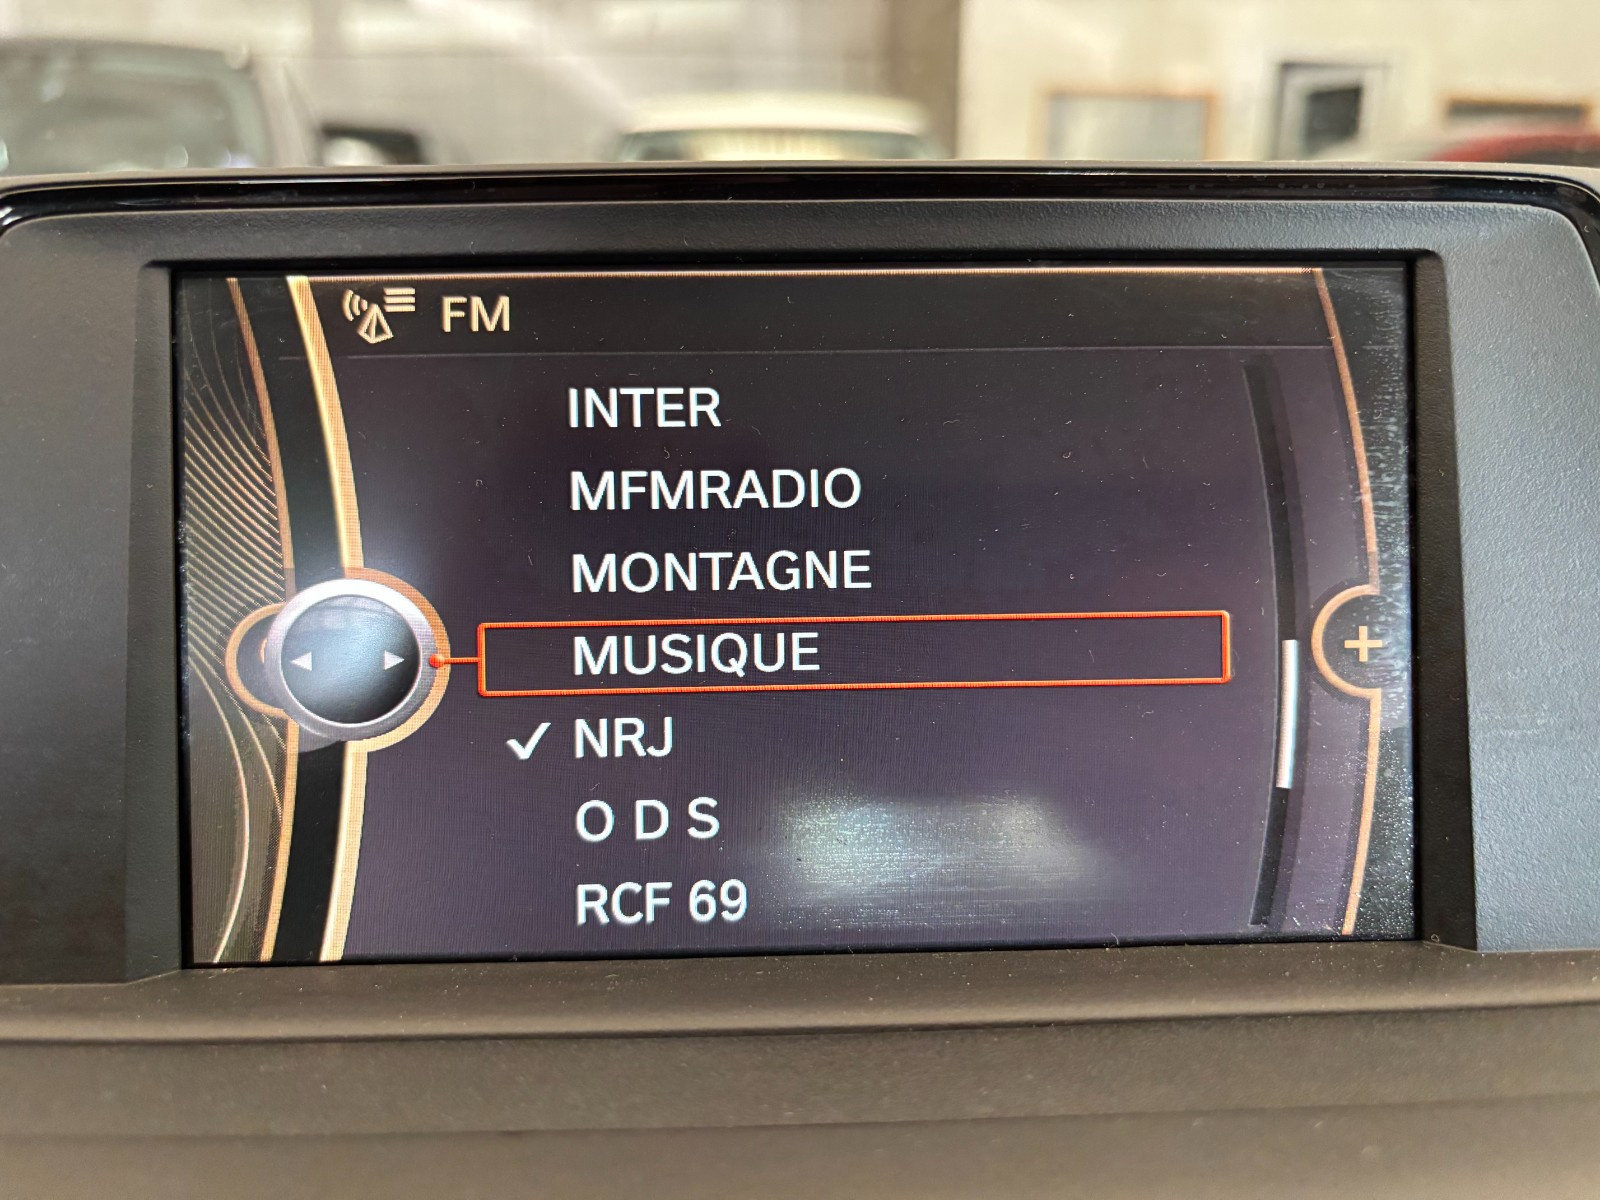 FM
INTER
MFMRADIO
MONTAGNE
MUSIQUE
NRJ
O D S
RCF 69